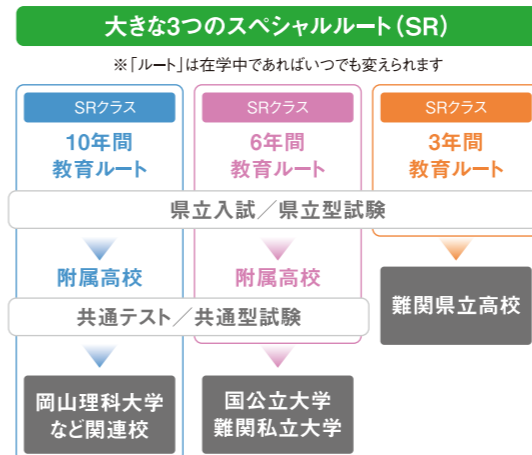 大きな3つのスペシャルルート(SR)
※「ルート」は在学中であればいつでも変えられます
SRクラス
10年間
教育ルート
SRクラス
6年間
教育ルート
SRクラス
3年間
教育ルート
県立入試/県立型試験
附属高校
附属高校
難関県立高校
共通テスト/共通型試験
岡山理科大学
など関連校
国公立大学
難関私立大学